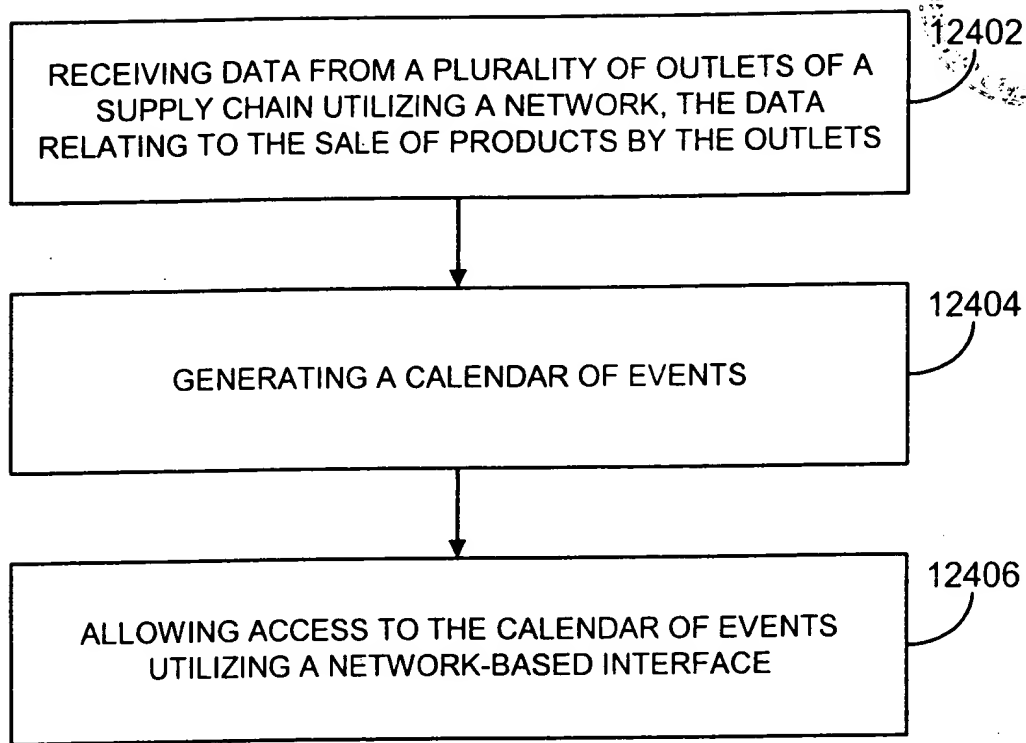 12402
RECEIVING DATA FROM A PLURALITY OF OUTLETS OF A
SUPPLY CHAIN UTILIZING A NETWORK, THE DATA
RELATING TO THE SALE OF PRODUCTS BY THE OUTLETS
12404
GENERATING A CALENDAR OF EVENTS
12406
ALLOWING ACCESS TO THE CALENDAR OF EVENTS
UTILIZING A NETWORK-BASED INTERFACE